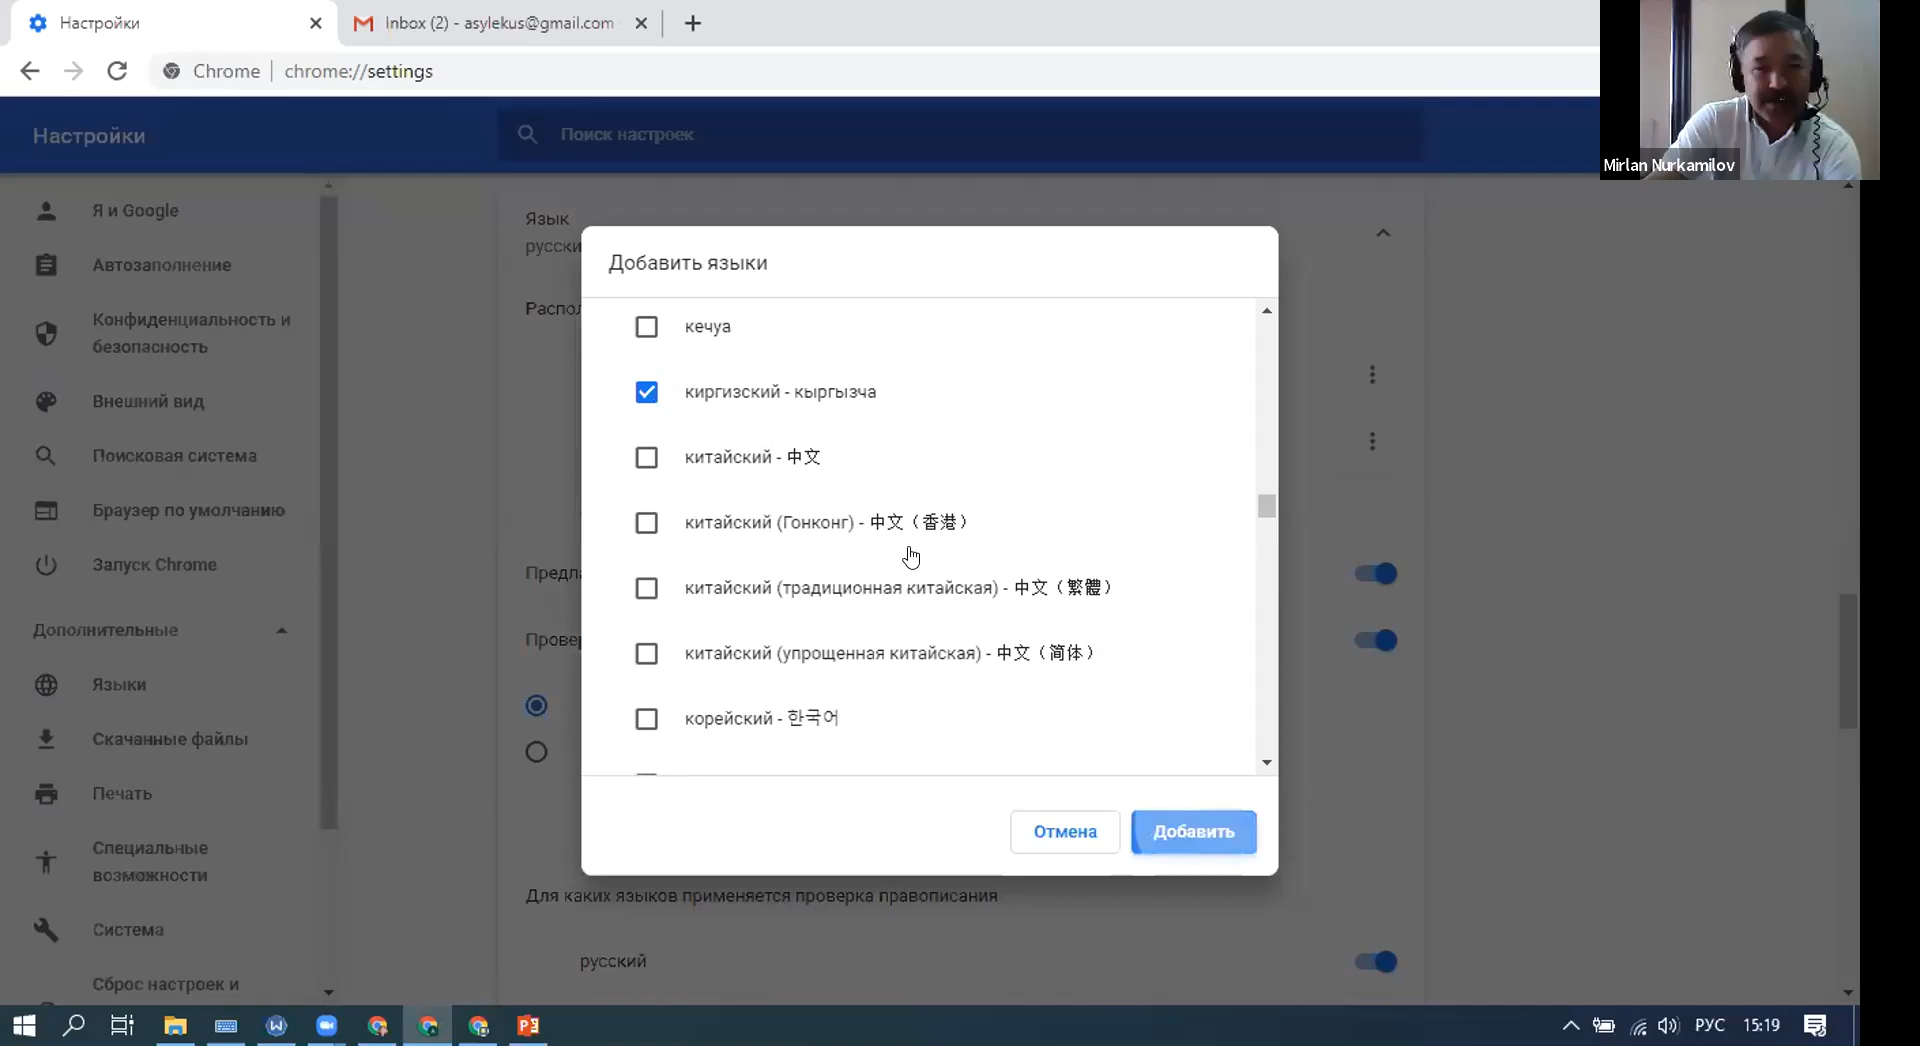 Настройки
Inbox (2) - asylekus@gmail.com
Chrome
chrome://settings
Mirlan Nurkamilov
Настройки
Поиск настроек
Я и Google
Автозаполнение
Конфиденциальность и
безопасность
Внешний вид
Поисковая система
Браузер по умолчанию
Запуск Chrome
Дополнительные
Языки
Скачанные файлы
Печать
Специальные
возможности
Система
Сброс настроек и
Язык
Добавить языки
кечуа
киргизский - кыргызча
китайский - 中文
китайский (Гонконг) - 中文（香港）
китайский (традиционная китайская) - 中文（繁體）
китайский (упрощенная китайская) - 中文（简体）
корейский - 한국어
Отмена
Добавить
Для каких языков применяется проверка правописания
русский
РУС
15:19